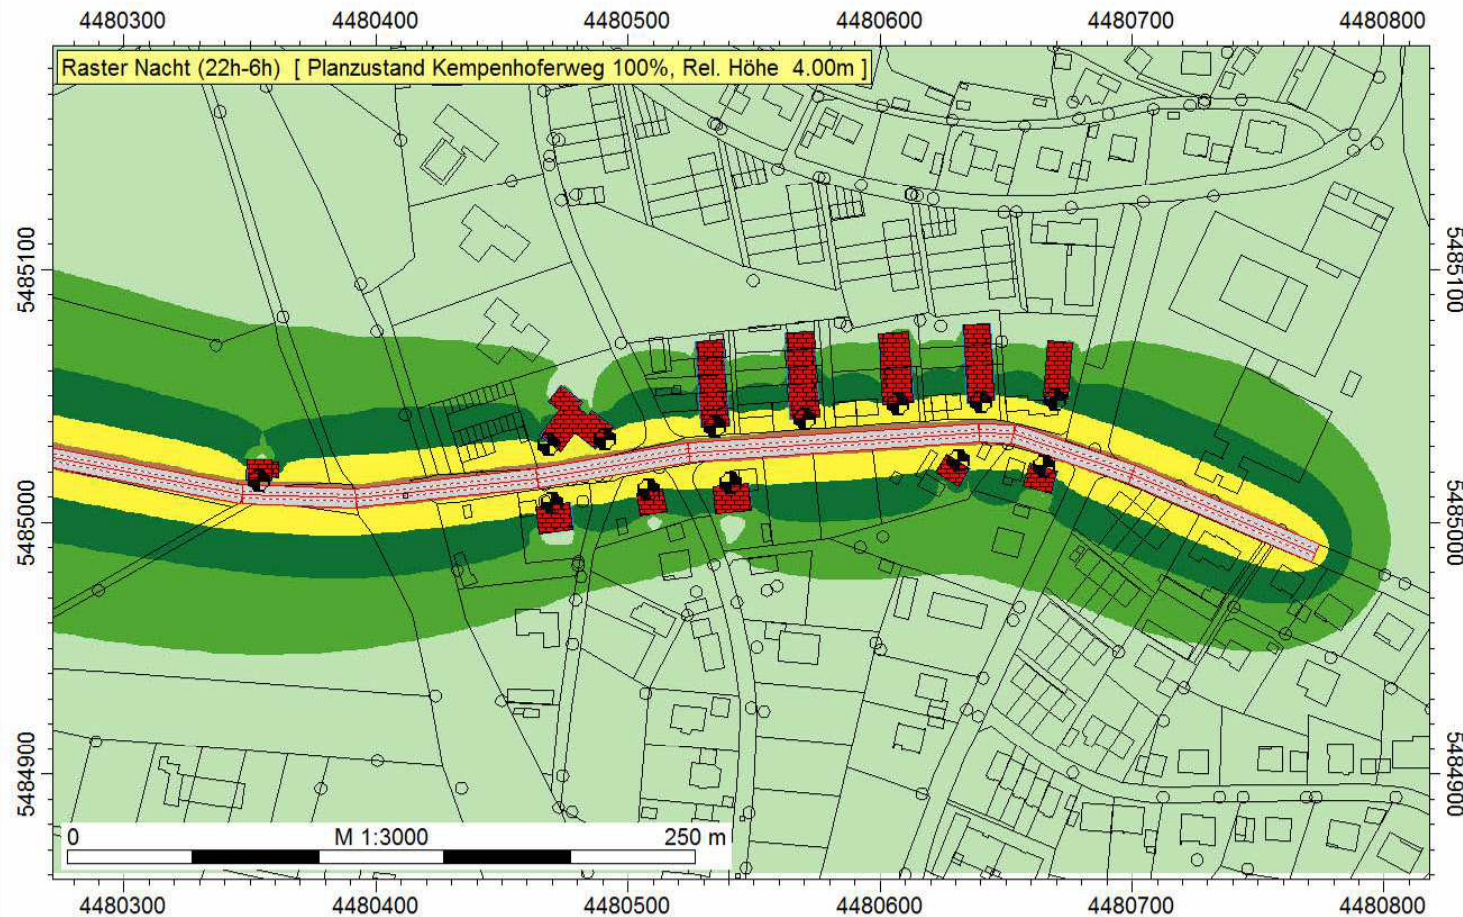 4480300 4480400 4480500 4480600 4480700 4480800
Raster Nacht (22h-6h) [ Planzustand Kempenhoferweg 100%, Rel. Höhe 4.00m ]
5485100 5485100
5485000 5485000
5484900 5484900
0 M 1:3000 250 m
4480300 4480400 4480500 4480600 4480700 4480800